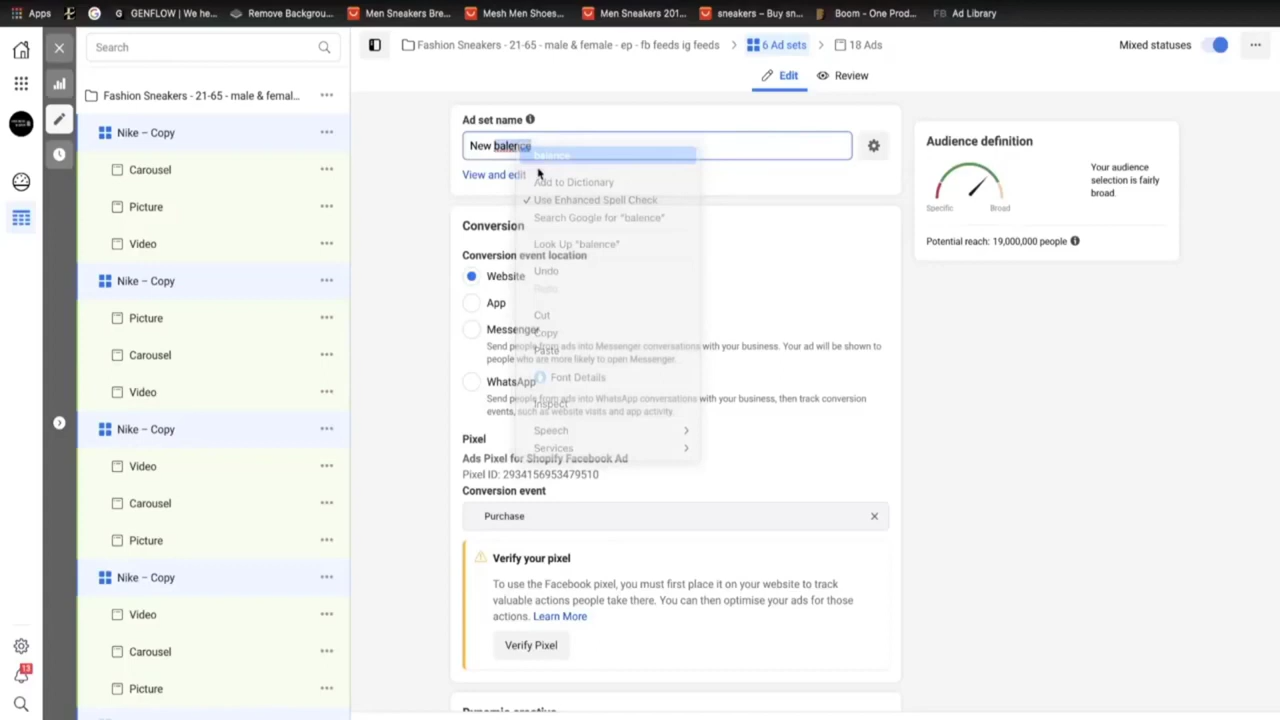 Apps
GENFLOW | We he...
Remove Backgrou...
Men Sneakers Bre...
Mesh Men Shoes...
Men Sneakers 201...
sneakers – Buy sn...
Boom - One Prod...
FB Ad Library
Search
Fashion Sneakers - 21-65 - male & female - ep - fb feeds ig feeds
6 Ad sets
18 Ads
Mixed statuses
Edit
Review
Fashion Sneakers - 21-65 - male & femal...
Nike – Copy
Carousel
Picture
Video
Nike – Copy
Picture
Carousel
Video
Nike – Copy
Video
Carousel
Picture
Nike – Copy
Video
Carousel
Picture
13
Ad set name
New balence
View and edit
balence
Add to Dictionary
✓ Use Enhanced Spell Check
Search Google for "balence"
Look Up "balence"
Undo
Redo
Cut
Copy
Paste
Font Details
Inspect
Speech
Services
Conversion
Conversion event location
Website
App
Messenger
Send people from ads into Messenger conversations with your business. Your ad will be shown to
people who are more likely to open Messenger.
WhatsApp
Send people from ads into WhatsApp conversations with your business, then track conversion
events, such as website visits and app activity.
Pixel
Ads Pixel for Shopify Facebook Ad
Pixel ID: 2934156953479510
Conversion event
Purchase
Verify your pixel
To use the Facebook pixel, you must first place it on your website to track
valuable actions people take there. You can then optimise your ads for those
actions. Learn More
Verify Pixel
Dynamic creative
Audience definition
Specific
Broad
Your audience
selection is fairly
broad.
Potential reach: 19,000,000 people